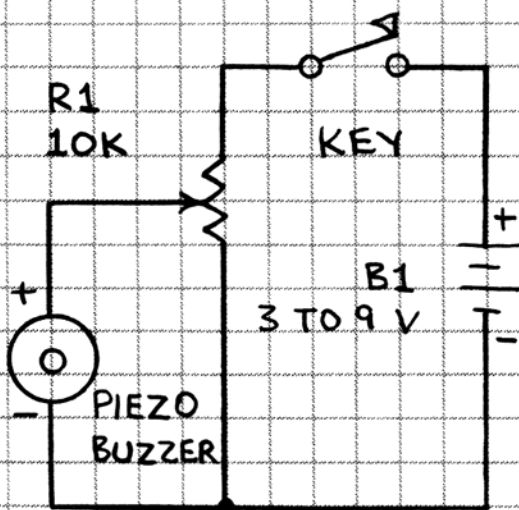 R1
10K
KEY
+
B1
3 TO 9 V
-
+
-
PIEZO
BUZZER